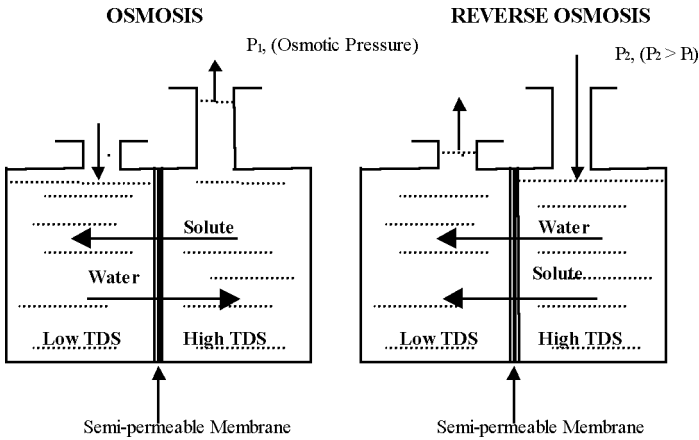 OSMOSIS
P1, (Osmotic Pressure)
Solute
Water
Low TDS
High TDS
Semi-permeable Membrane
REVERSE OSMOSIS
P2, (P2 > P1)
Water
Solute
Low TDS
High TDS
Semi-permeable Membrane